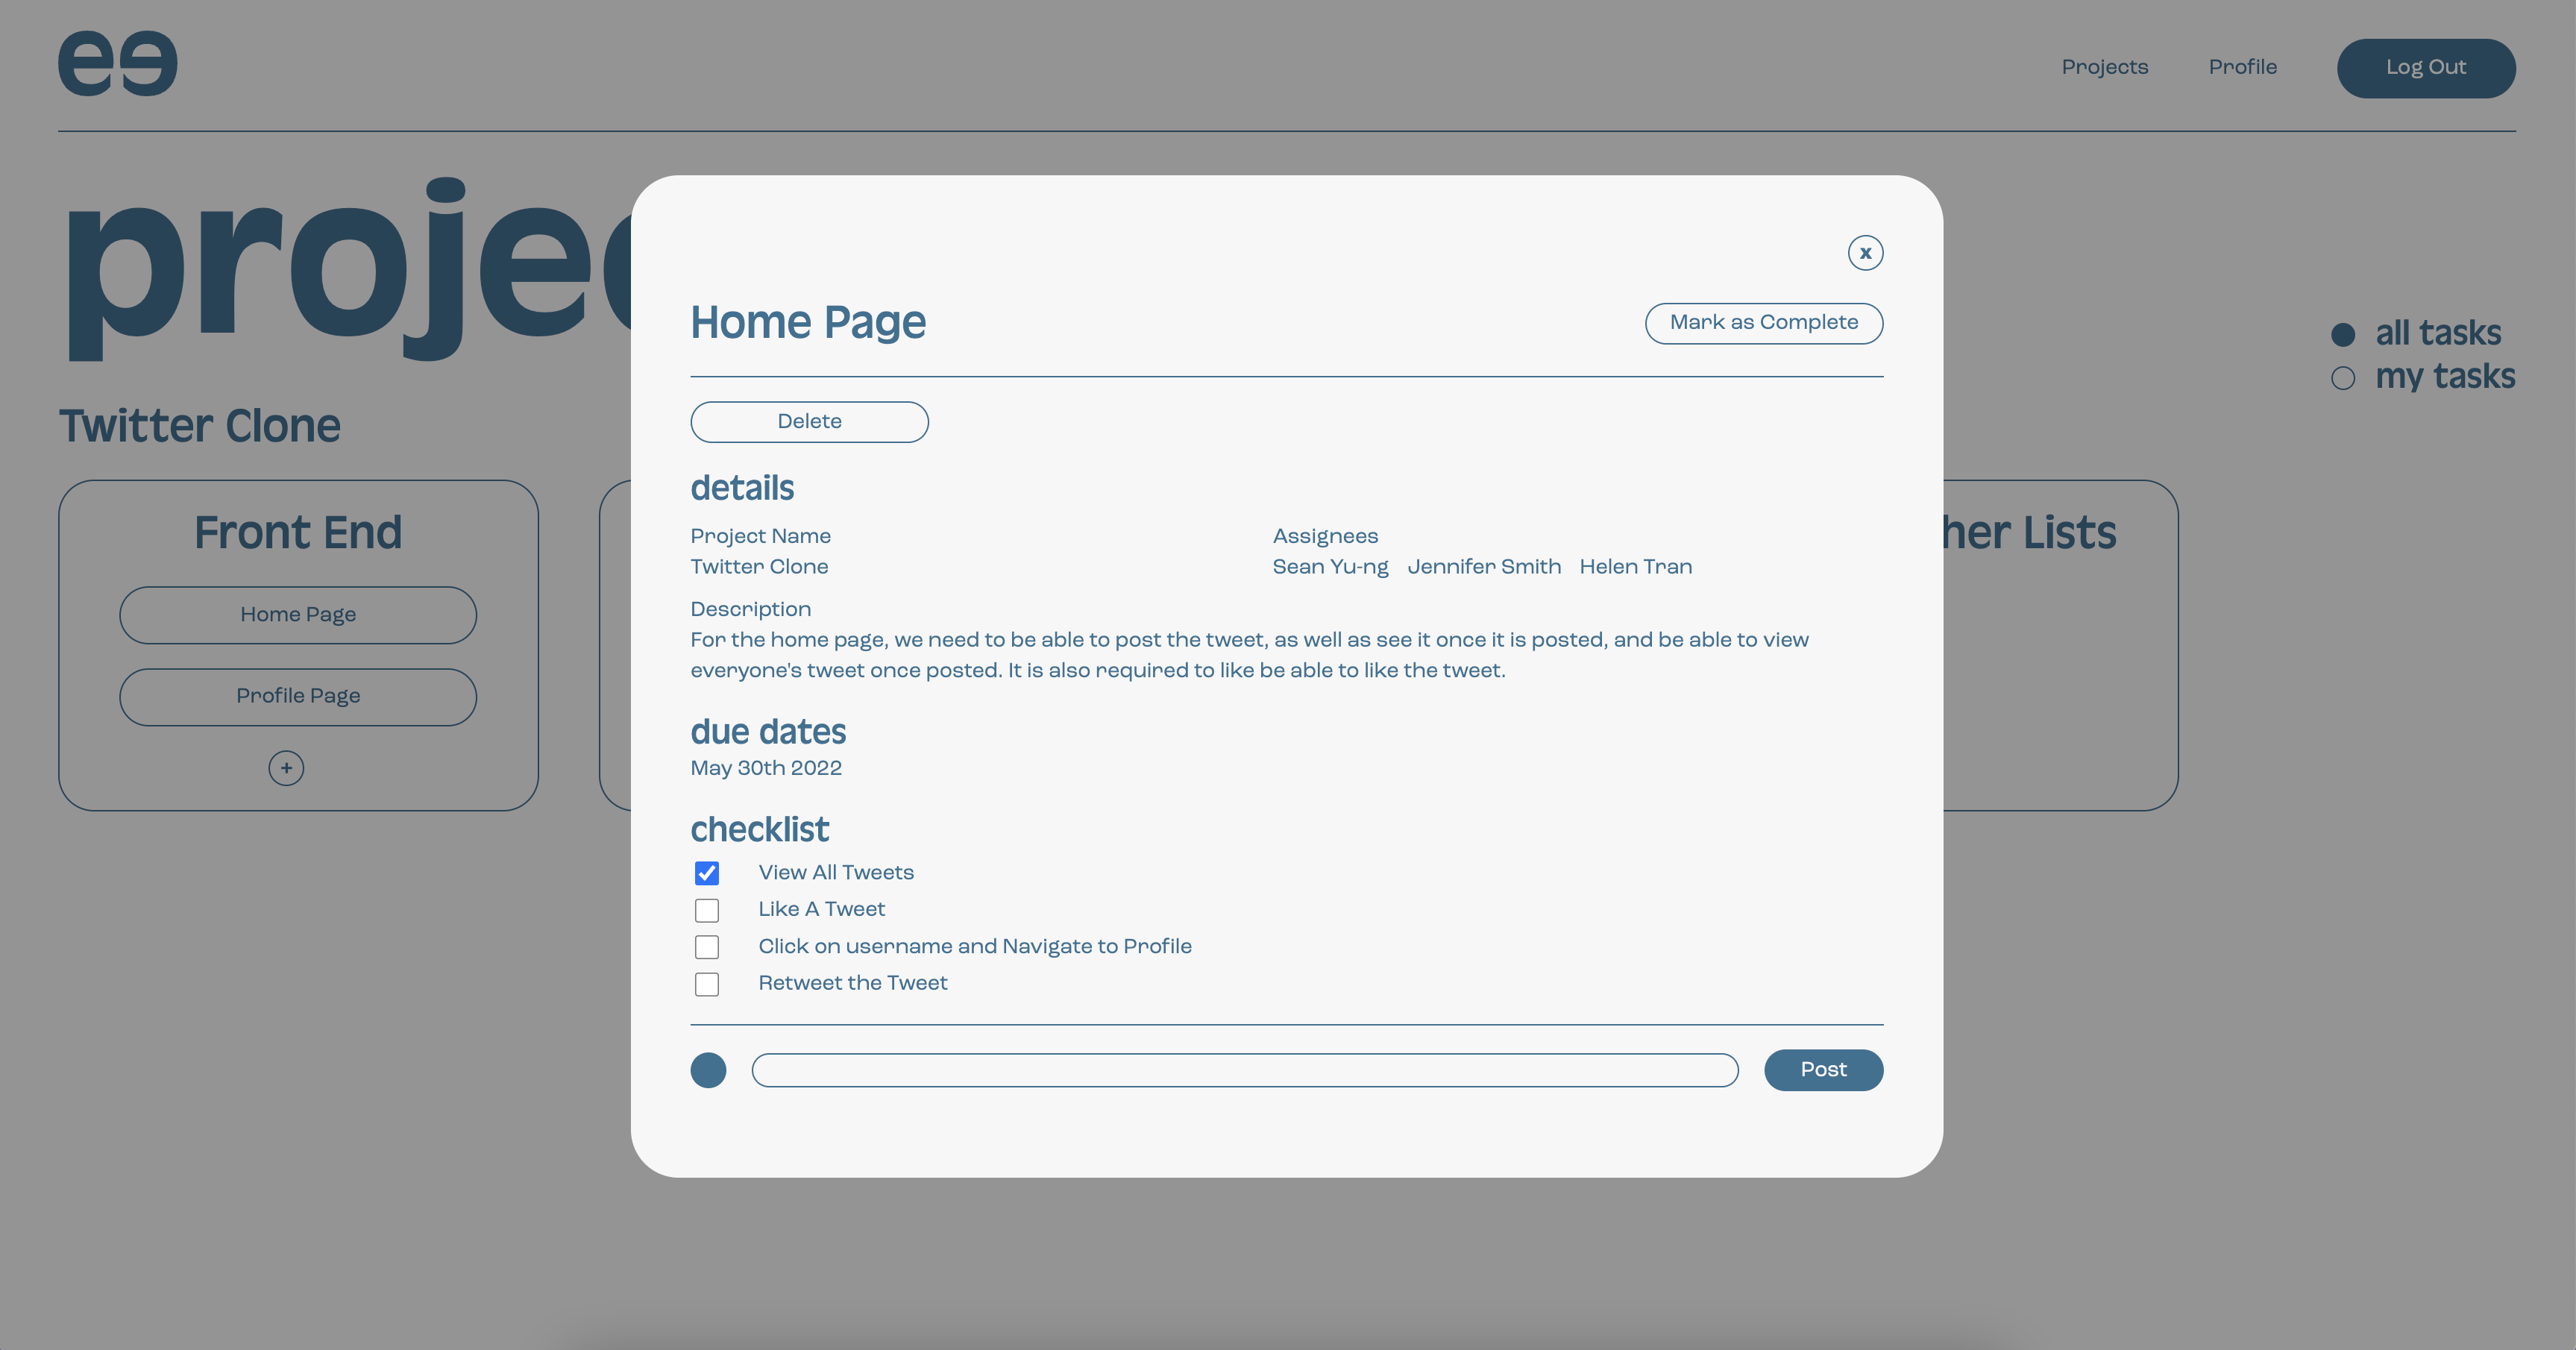 ee
Projects Profile Log Out
x
Home Page Mark as Complete
all tasks
my tasks
Twitter Clone
Delete
details
Front End
Project Name Assignees
Twitter Clone Sean Yu-ng Jennifer Smith Helen Tran
Lists
Home Page
Description
For the home page, we need to be able to post the tweet, as well as see it once it is posted, and be able to view
everyone's tweet once posted. It is also required to like be able to like the tweet.
Profile Page
due dates
May 30th 2022
+
checklist
View All Tweets
Like A Tweet
Click on username and Navigate to Profile
Retweet the Tweet
Post